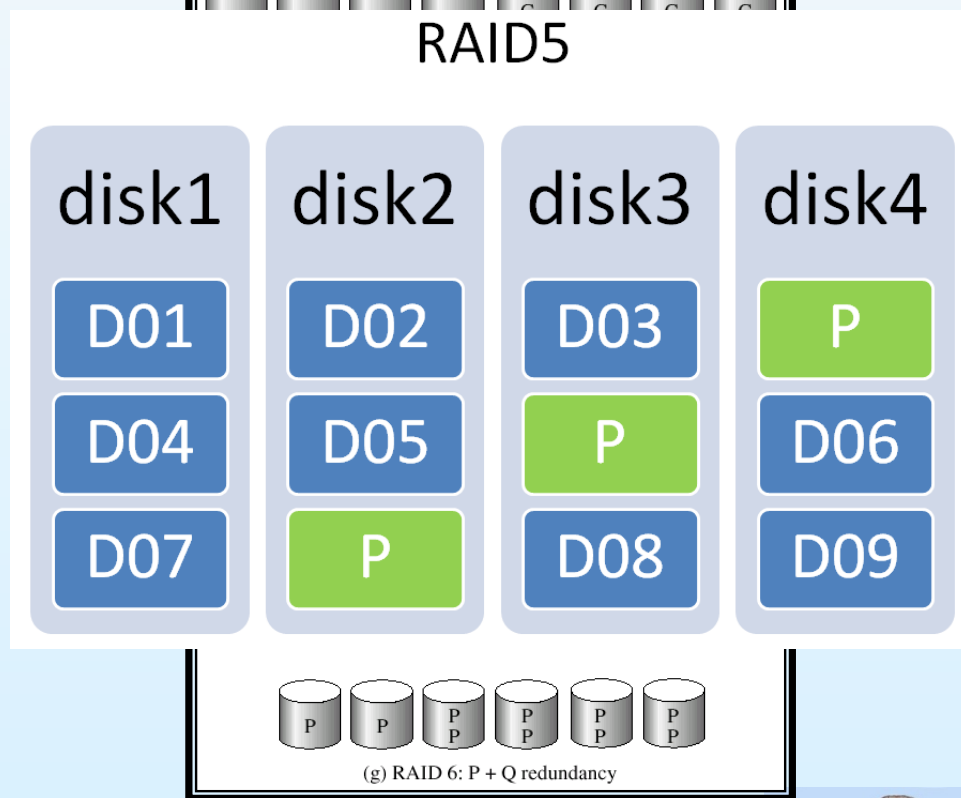 C C C C
RAID5
disk1 disk2 disk3 disk4
D01 D02 D03 P
D04 D05 P D06
D07 P D08 D09
P P P P P P
P P P P
(g) RAID 6: P + Q redundancy